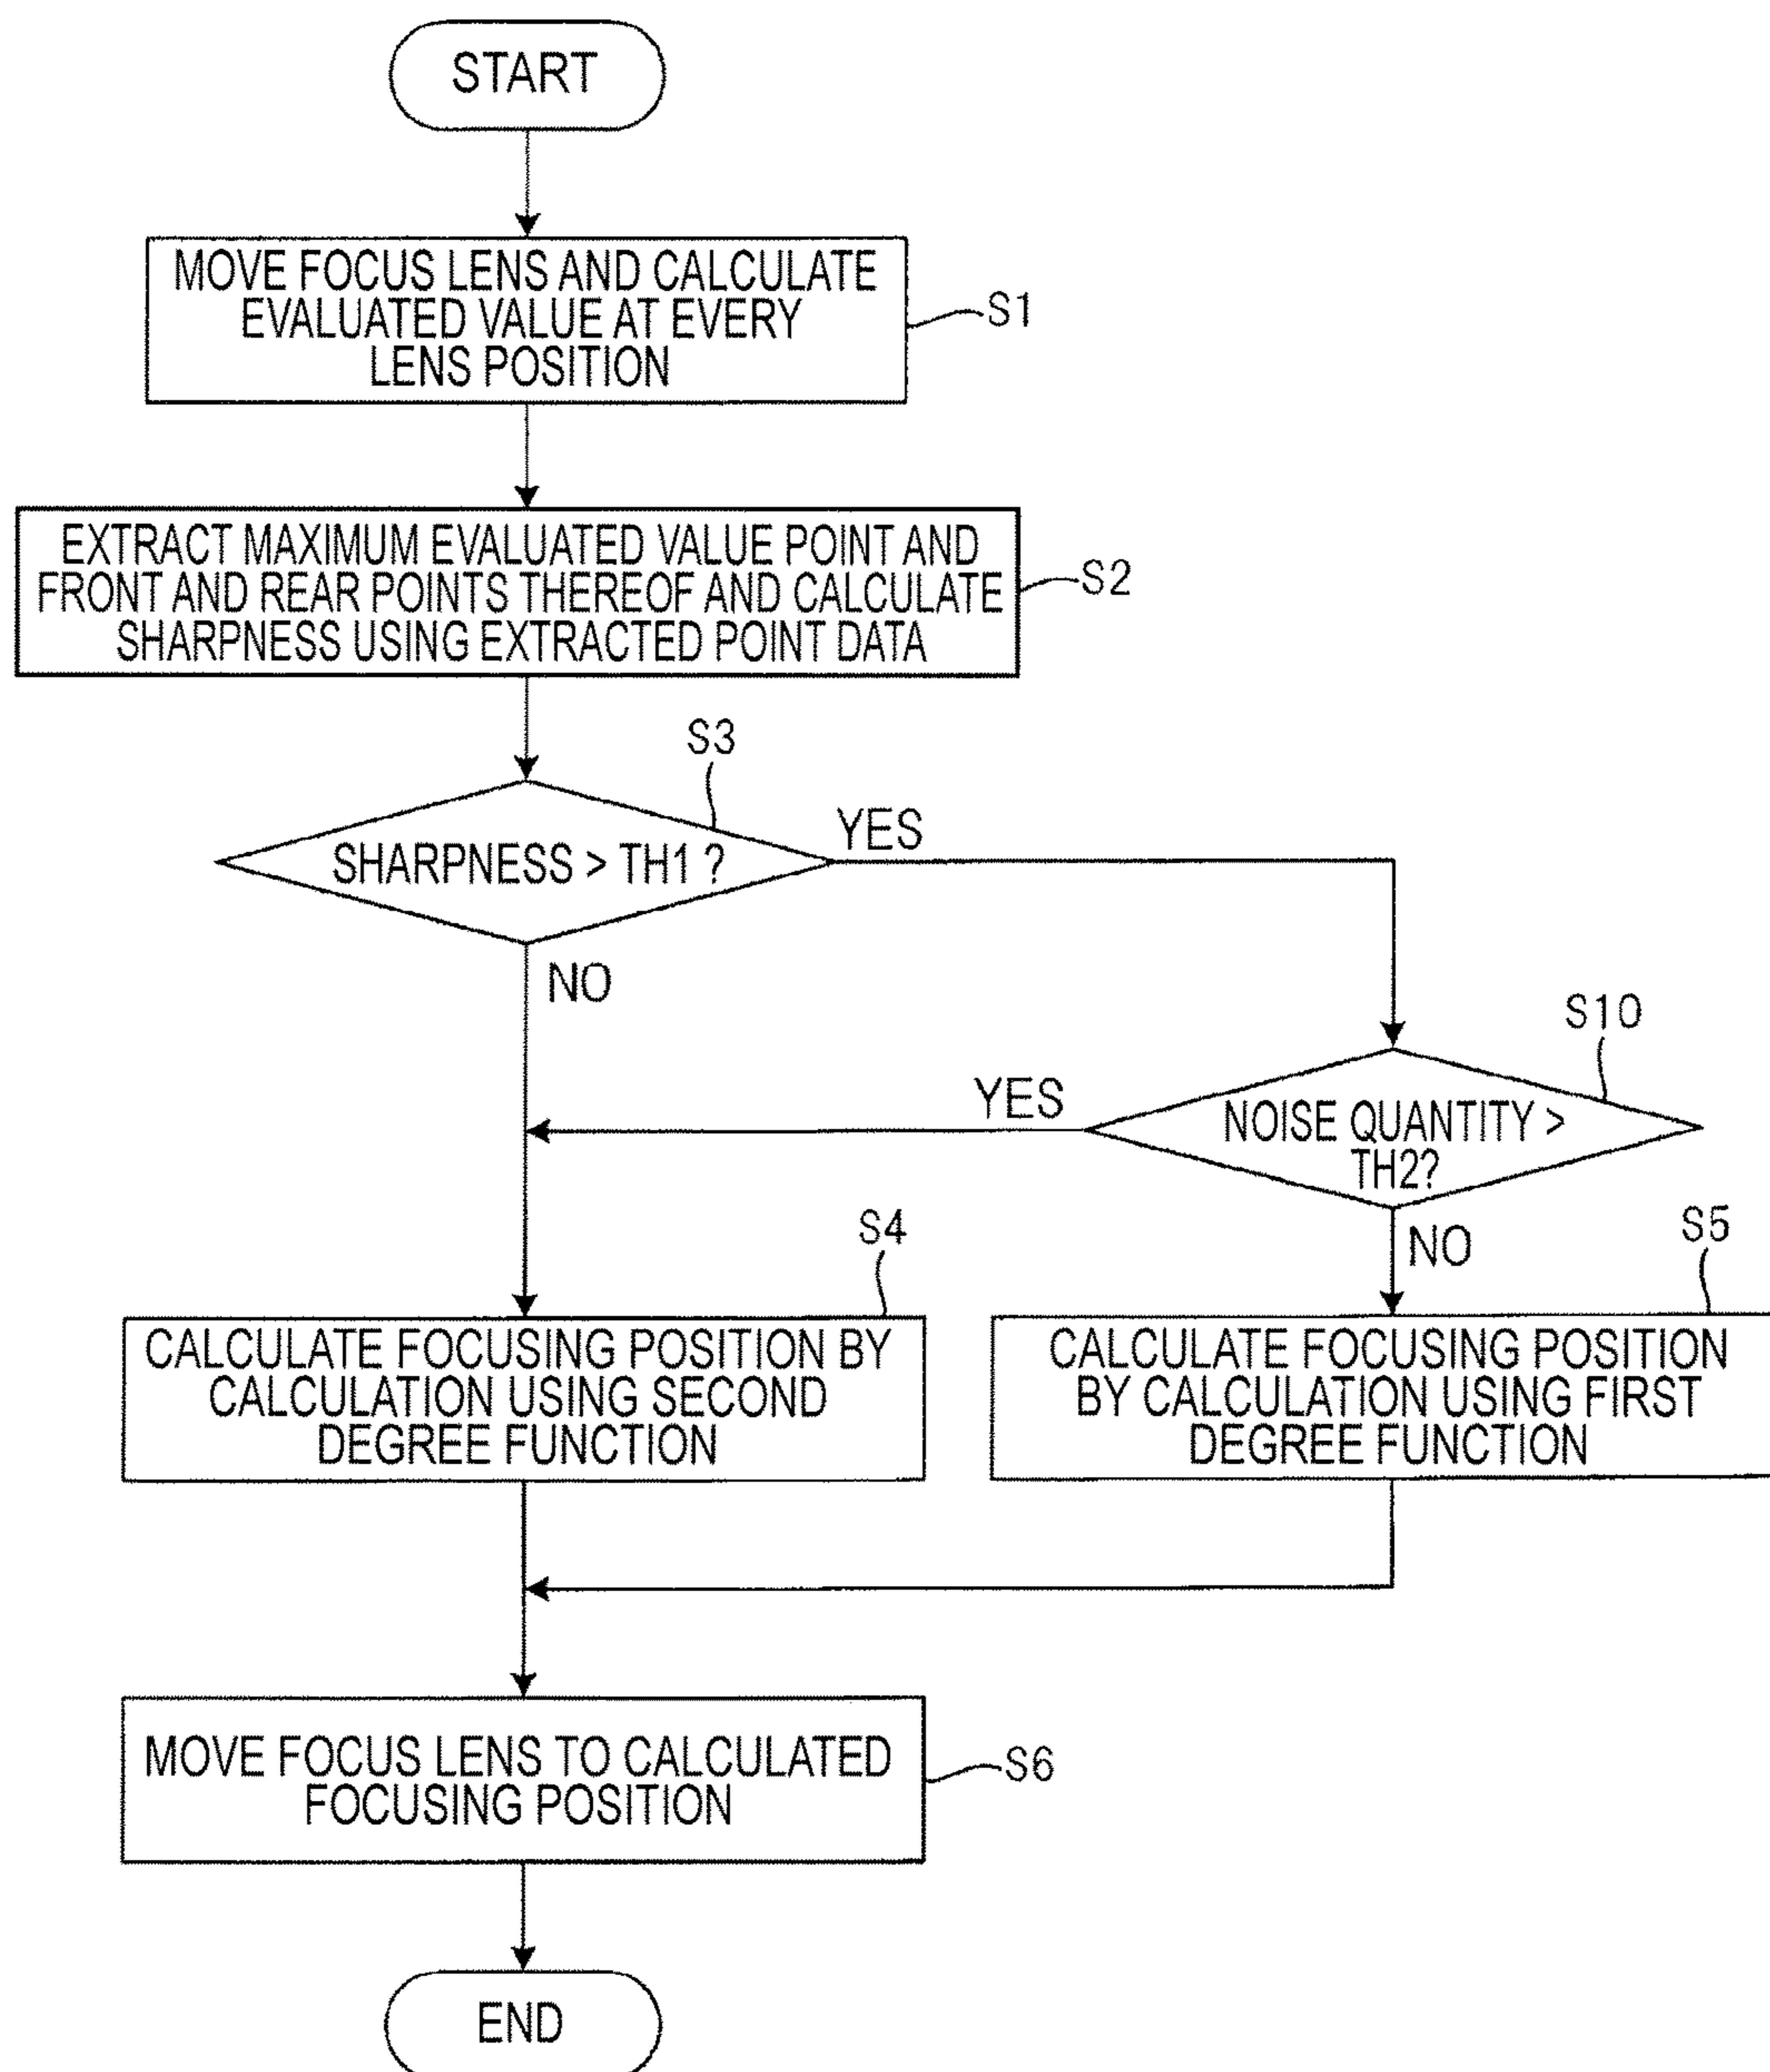 START
MOVE FOCUS LENS AND CALCULATE
EVALUATED VALUE AT EVERY
LENS POSITION
S1
EXTRACT MAXIMUM EVALUATED VALUE POINT AND
FRONT AND REAR POINTS THEREOF AND CALCULATE
SHARPNESS USING EXTRACTED POINT DATA
S2
S3
SHARPNESS > TH1 ?
YES
NO
S10
NOISE QUANTITY >
TH2?
YES
NO
S4
CALCULATE FOCUSING POSITION BY
CALCULATION USING SECOND
DEGREE FUNCTION
S5
CALCULATE FOCUSING POSITION
BY CALCULATION USING FIRST
DEGREE FUNCTION
MOVE FOCUS LENS TO CALCULATED
FOCUSING POSITION
S6
END